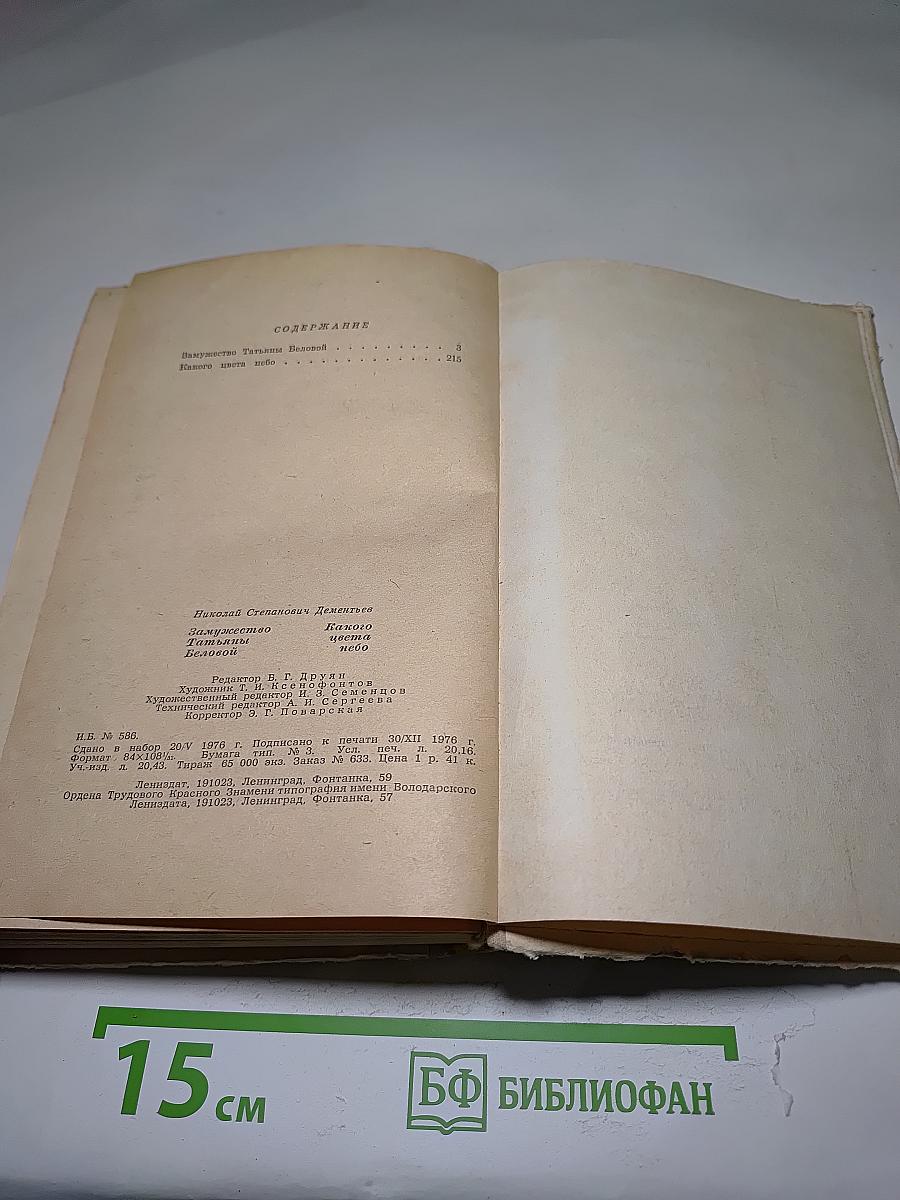 СОДЕРЖАНИЕ
Замужество Татьяны Беловой . . . . . . . . . 3
Какого цвета небо . . . . . . . . . . . . . 215
Николай Степанович Дементьев
Замужество Какого
Татьяны цвета
Беловой небо
Редактор Б. Г. Друян
Художник Т. И. Ксенофонтов
Художественный редактор И. З. Семенцов
Технический редактор А. И. Сергеева
Корректор Э. Г. Поварская
И.Б. № 586.
Сдано в набор 20/V 1976 г. Подписано к печати 30/XII 1976 г.
Формат 84×108¹/₃₂. Бумага тип. № 3. Усл. печ. л. 20,16.
Уч.-изд. л. 20,43. Тираж 65 000 экз. Заказ № 633. Цена 1 р. 41 к.
Лениздат, 191023, Ленинград, Фонтанка, 59
Ордена Трудового Красного Знамени типография имени Володарского
Лениздата, 191023, Ленинград, Фонтанка, 57
15 см
БФ БИБЛИОФАН